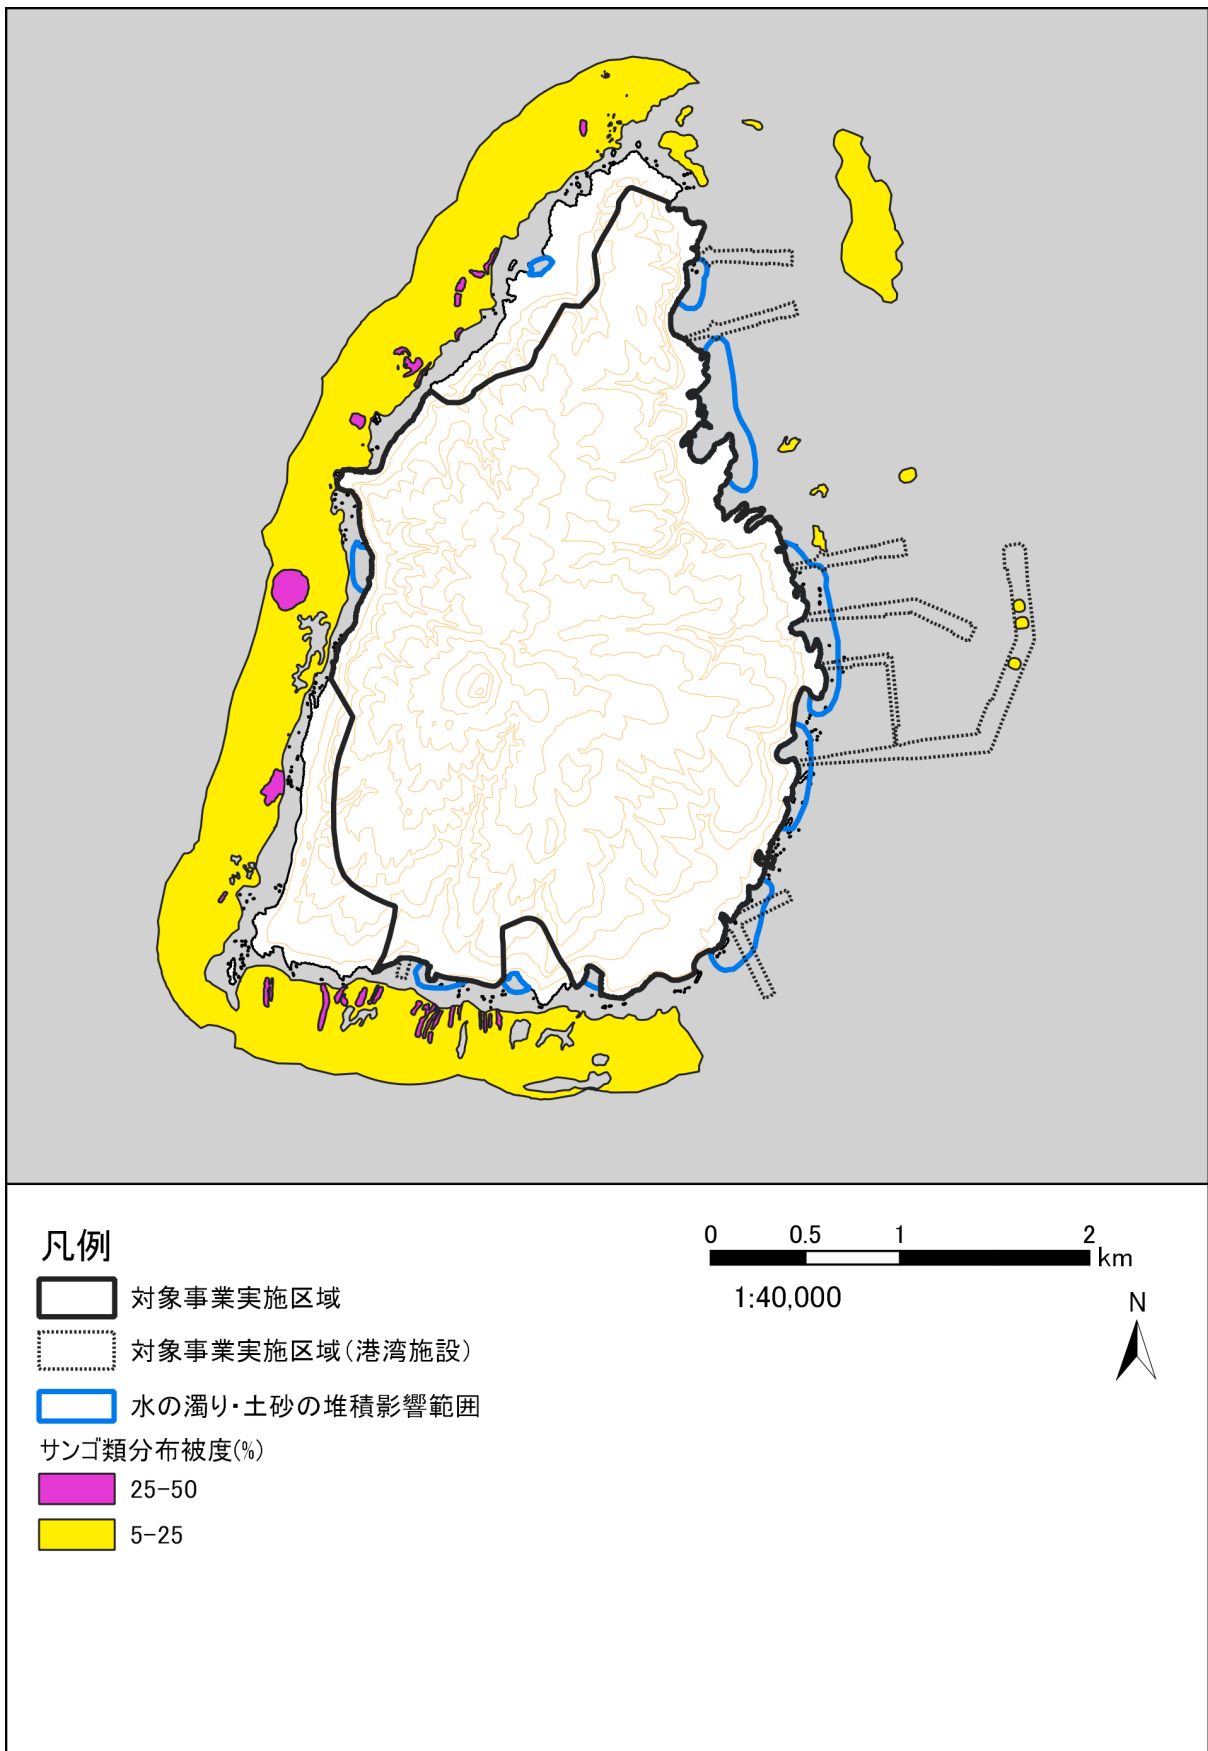 凡例
対象事業実施区域
対象事業実施区域(港湾施設)
水の濁り・土砂の堆積影響範囲
サンゴ類分布被度(%)
25-50
5-25
0 0.5 1 2
km
1:40,000
N